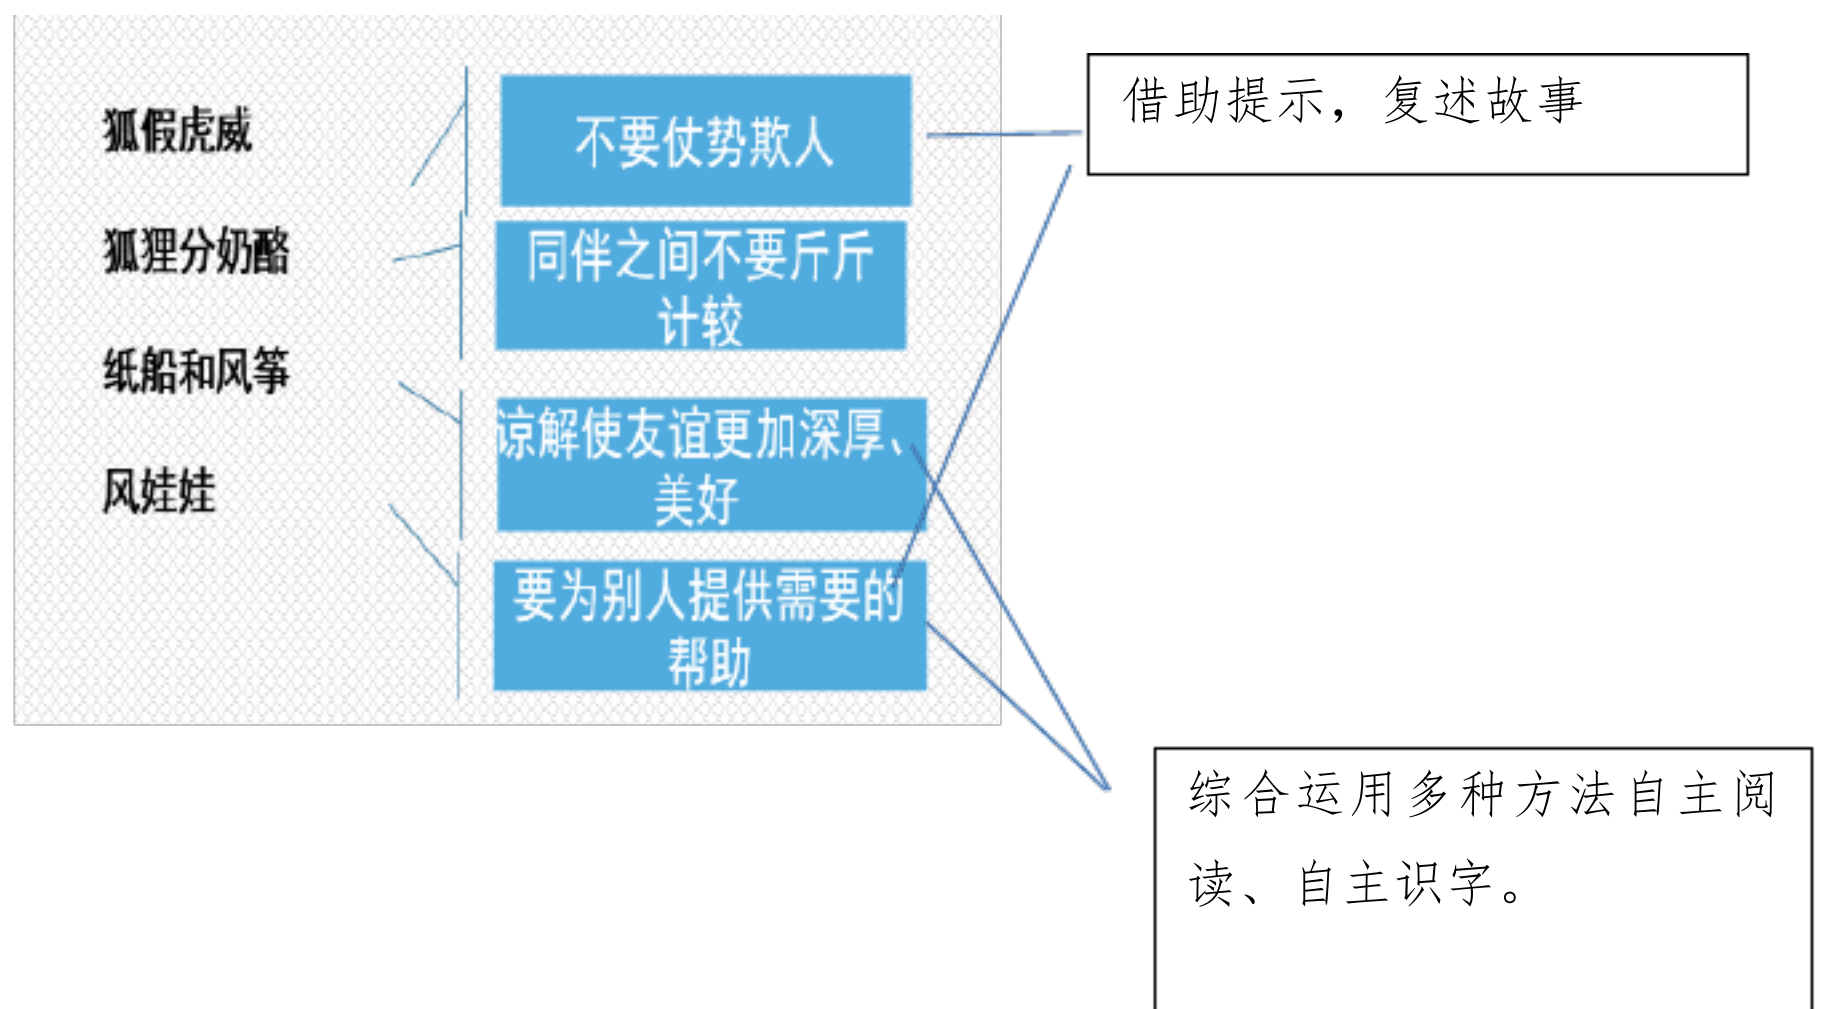 狐假虎威
狐狸分奶酪
纸船和风筝
风娃娃
不要仗势欺人
同伴之间不要斤斤
计较
谅解使友谊更加深厚、
美好
要为别人提供需要的
帮助
借助提示，复述故事
综合运用多种方法自主阅
读、自主识字。